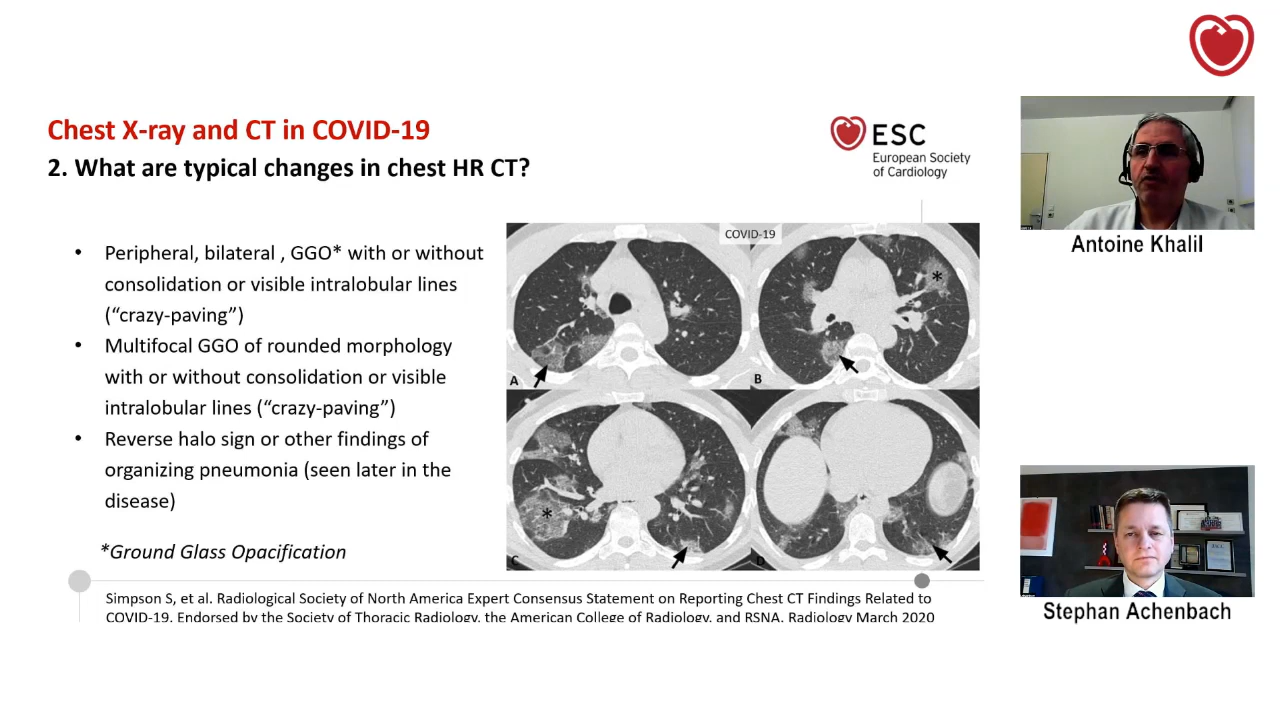 Chest X-ray and CT in COVID-19
2. What are typical changes in chest HR CT?
ESC
European Society
of Cardiology
• Peripheral, bilateral , GGO* with or without
consolidation or visible intralobular lines
(“crazy-paving”)
• Multifocal GGO of rounded morphology
with or without consolidation or visible
intralobular lines (“crazy-paving”)
• Reverse halo sign or other findings of
organizing pneumonia (seen later in the
disease)
*Ground Glass Opacification
COVID-19
*
A
B
*
C
D
Simpson S, et al. Radiological Society of North America Expert Consensus Statement on Reporting Chest CT Findings Related to
COVID-19. Endorsed by the Society of Thoracic Radiology, the American College of Radiology, and RSNA. Radiology March 2020
Antoine Khalil
Stephan Achenbach